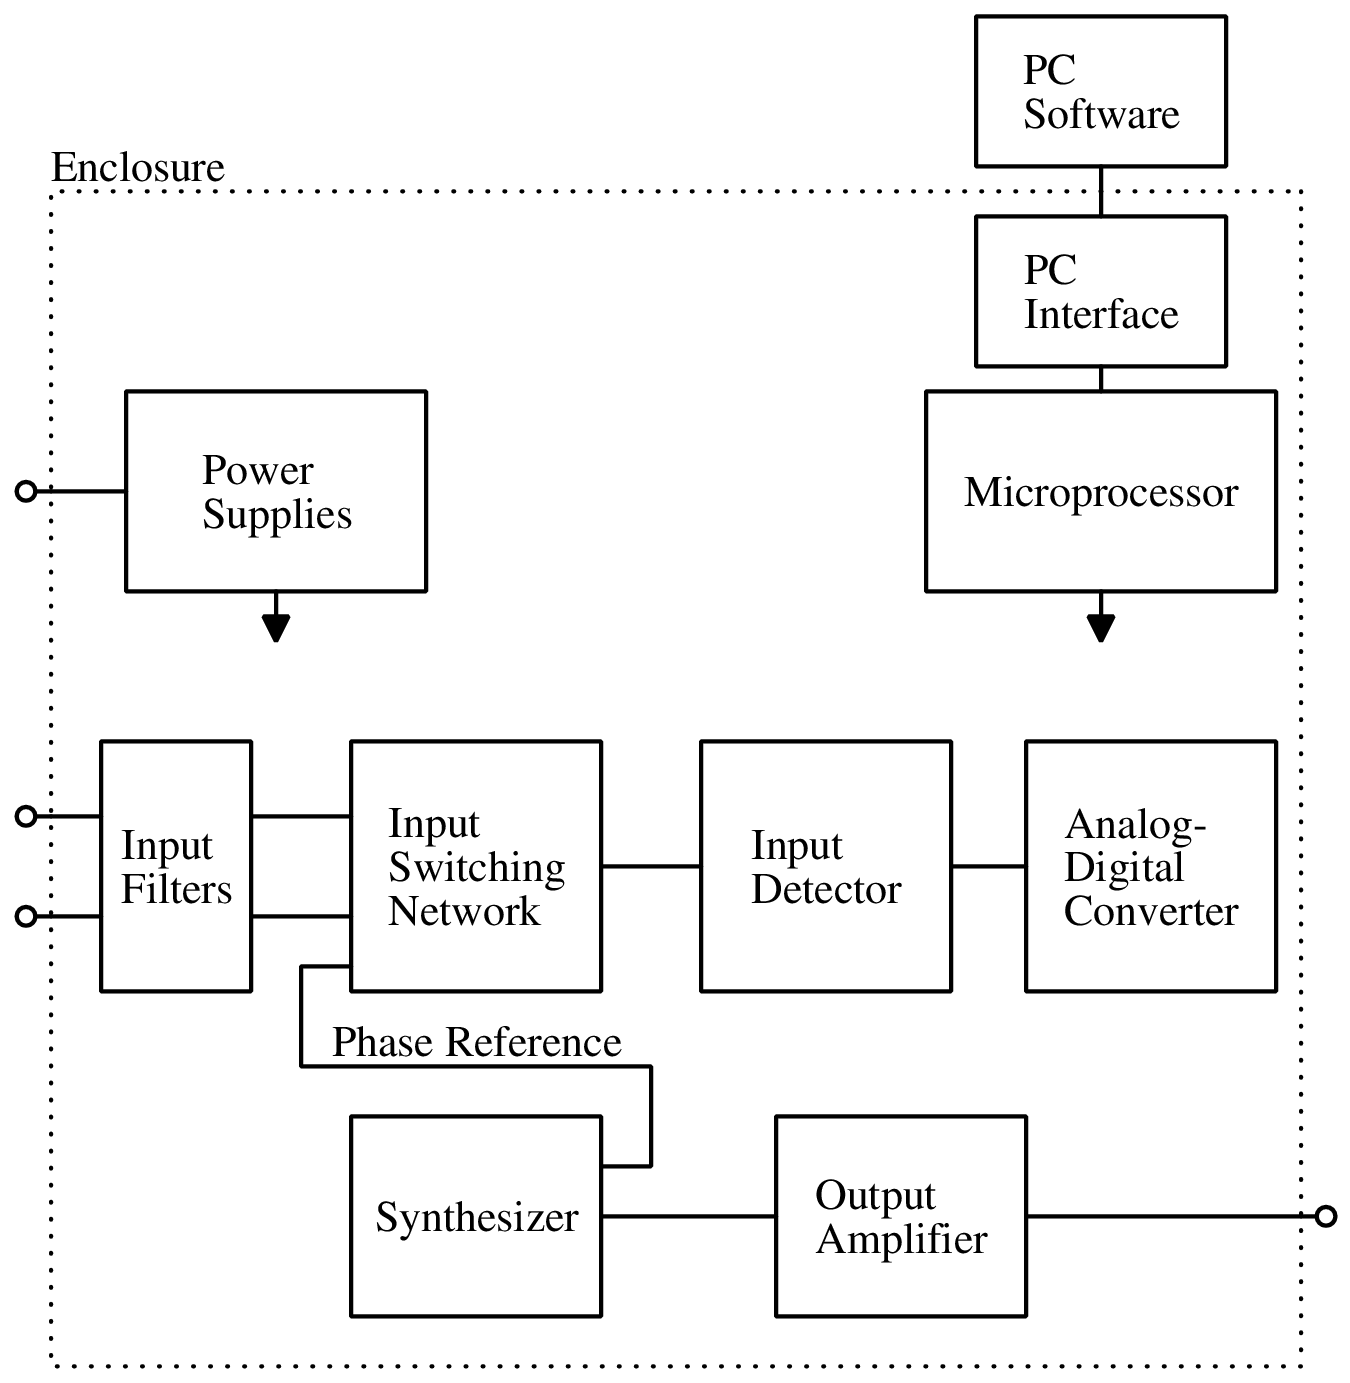 PC
Software
Enclosure
PC
Interface
Power
Supplies
Microprocessor
Input
Filters
Input
Switching
Network
Input
Detector
Analog-
Digital
Converter
Phase Reference
Synthesizer
Output
Amplifier